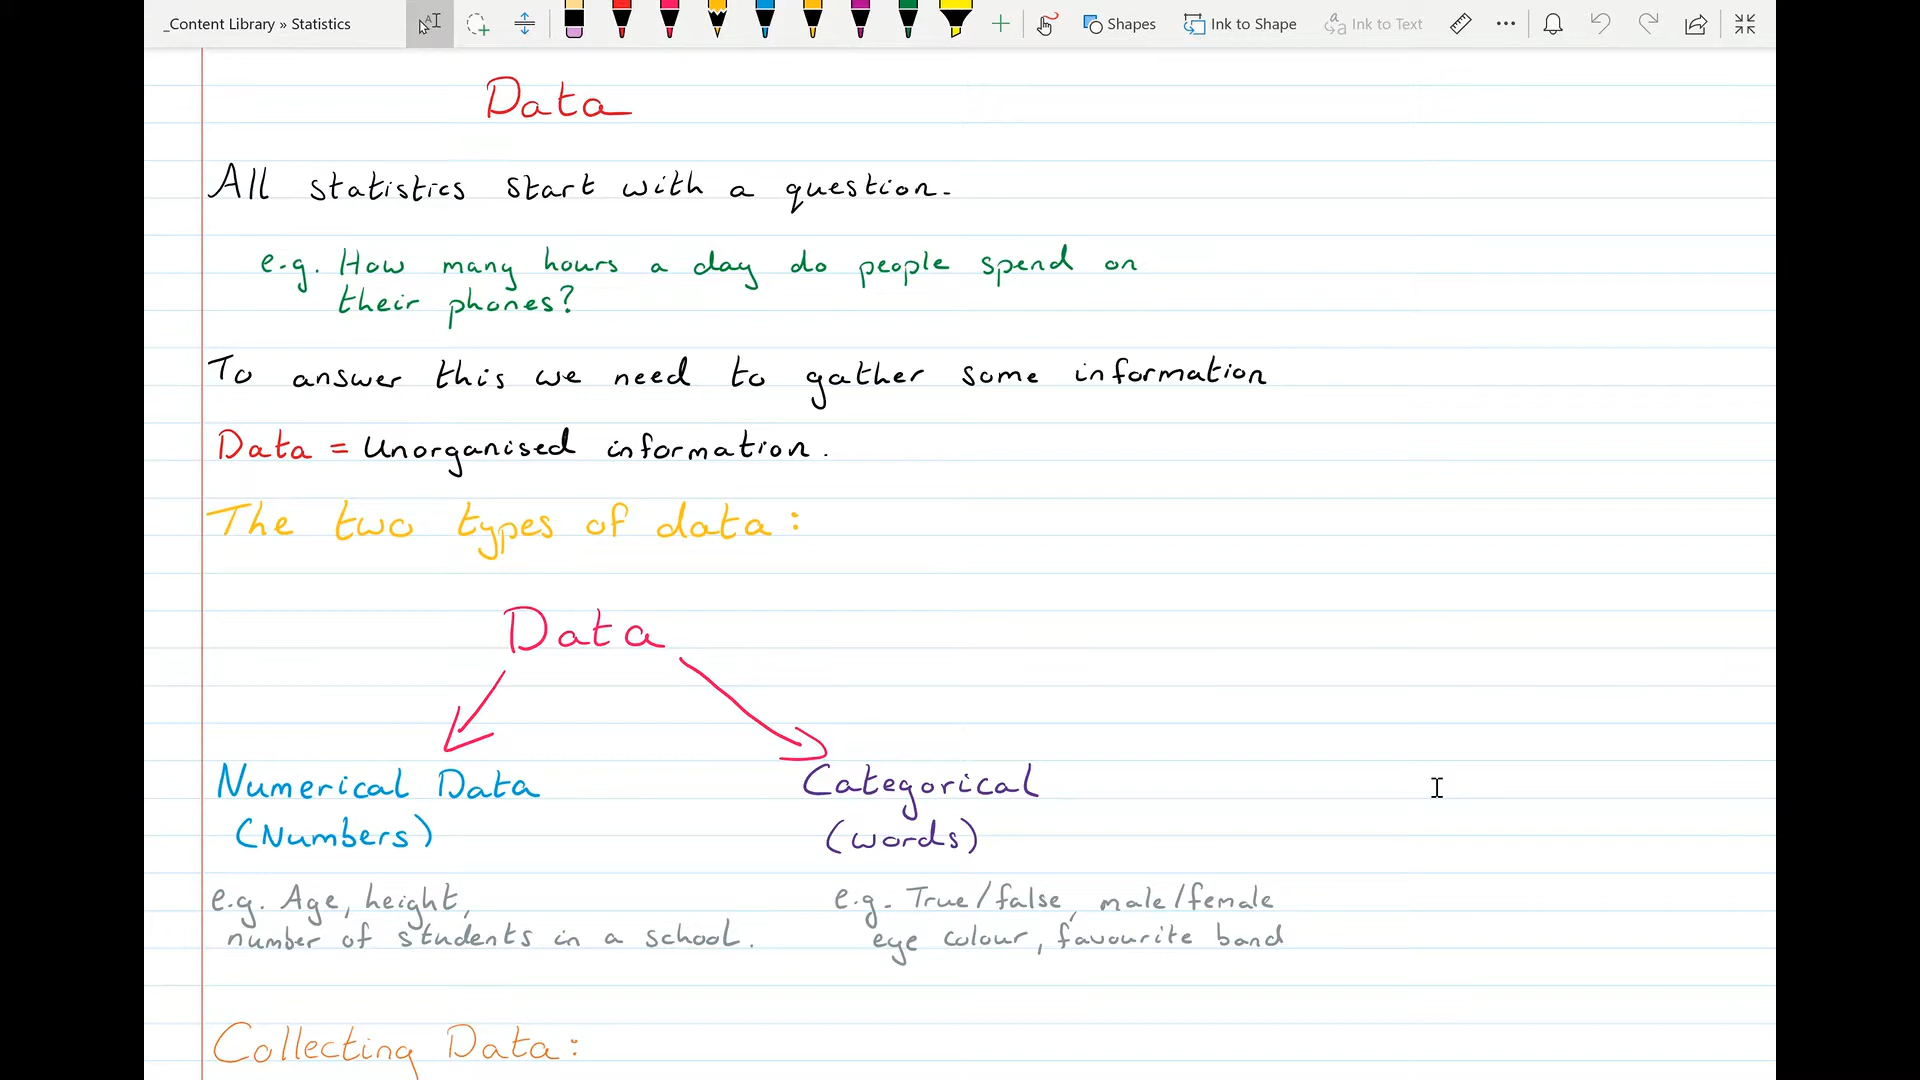 _Content Library » Statistics
Shapes
Ink to Shape
Ink to Text
Data
All statistics start with a question.
e.g. How many hours a day do people spend on
their phones?
To answer this we need to gather some information
Data = Unorganised information.
The two types of data:
Data
Numerical Data
Categorical
(Numbers)
(words)
e.g. Age, height,
number of students in a school.
e.g. True/false, male/female
eye colour, favourite band
Collecting Data: